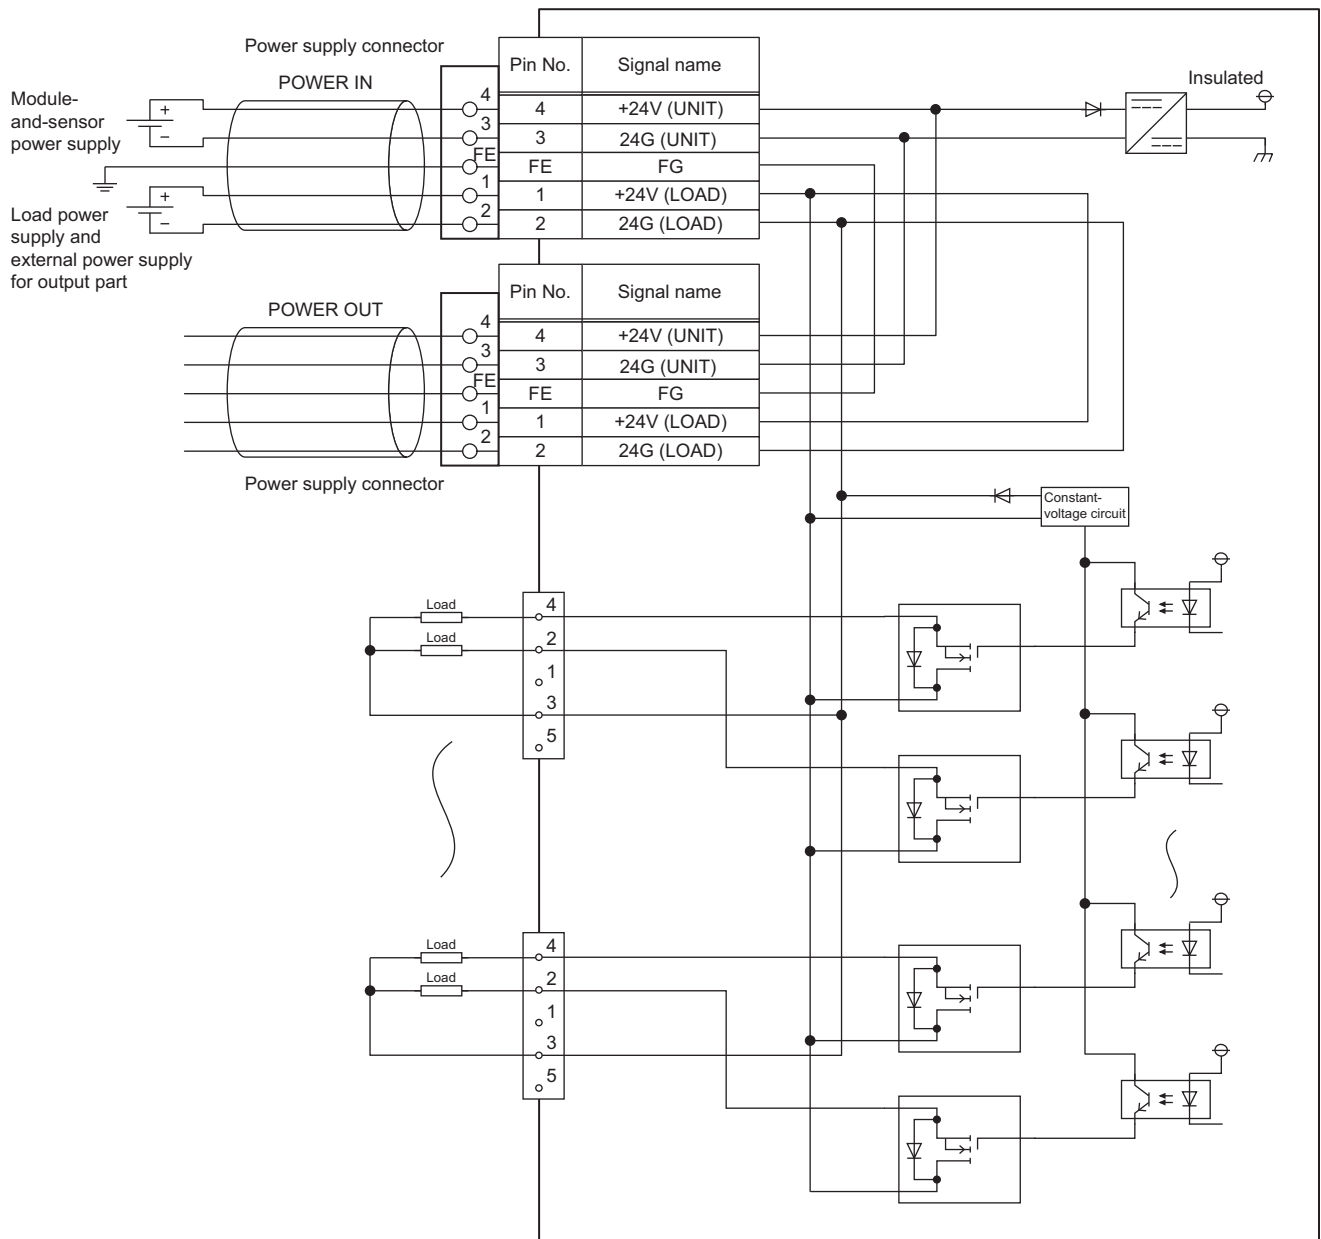 Power supply connector
POWER IN
Pin No. Signal name
Insulated
Module-
and-sensor
power supply
+
−
4
3
FE
1
2
4 +24V (UNIT)
3 24G (UNIT)
FE FG
1 +24V (LOAD)
2 24G (LOAD)
+
−
Load power
supply and
external power supply
for output part
POWER OUT
Pin No. Signal name
4
3
FE
1
2
4 +24V (UNIT)
3 24G (UNIT)
FE FG
1 +24V (LOAD)
2 24G (LOAD)
Power supply connector
Constant-
voltage circuit
Load
Load
4
2
1
3
5
Load
Load
4
2
1
3
5